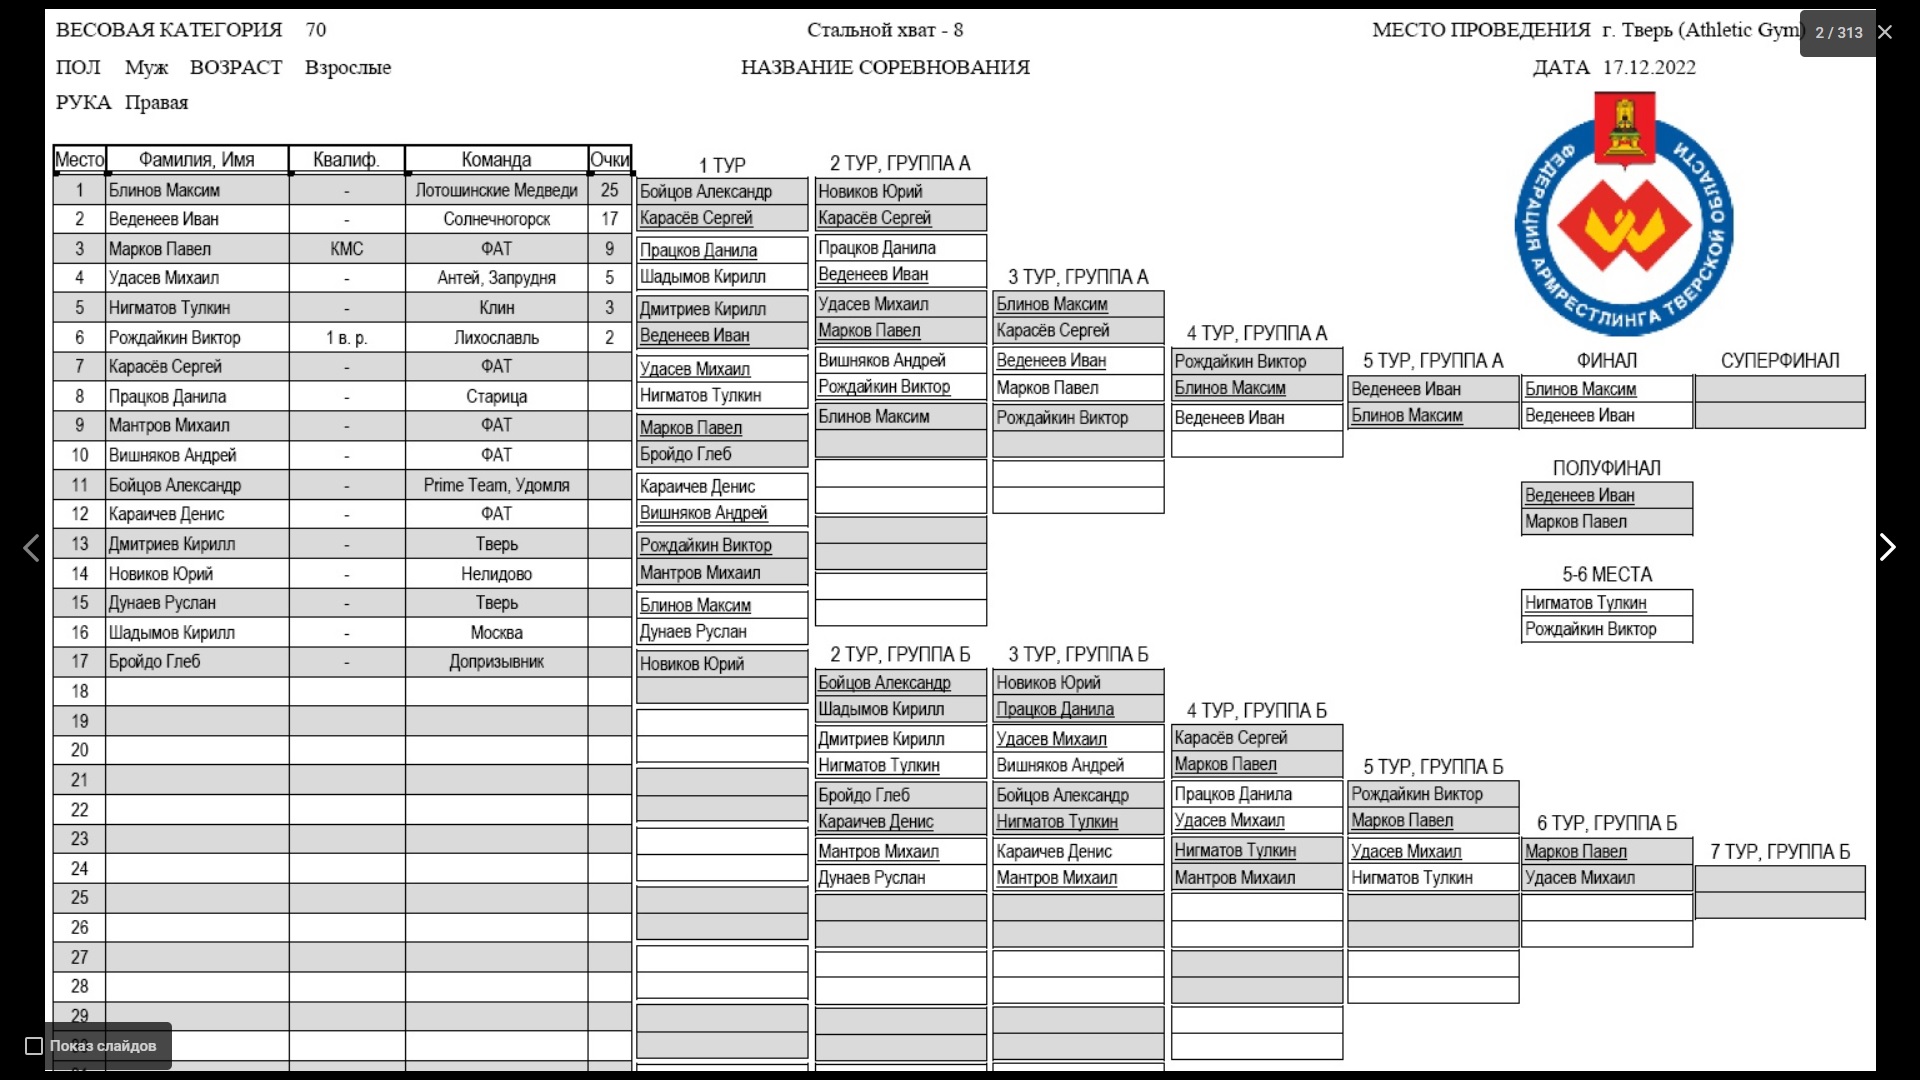 ВЕСОВАЯ КАТЕГОРИЯ 70 Стальной хват - 8 МЕСТО ПРОВЕДЕНИЯ г. Тверь (Athletic Gym) 2 / 313
ПОЛ Муж ВОЗРАСТ Взрослые НАЗВАНИЕ СОРЕВНОВАНИЯ ДАТА 17.12.2022
РУКА Правая
ФЕДЕРАЦИЯ АРМРЕСТЛИНГА ТВЕРСКОЙ ОБЛАСТИ
Место Фамилия, Имя Квалиф. Команда Очки
1 Блинов Максим - Лотошинские Медведи 25
2 Веденеев Иван - Солнечногорск 17
3 Марков Павел КМС ФАТ 9
4 Удасев Михаил - Антей, Запрудня 5
5 Нигматов Тулкин - Клин 3
6 Рождайкин Виктор 1 в. р. Лихославль 2
7 Карасёв Сергей - ФАТ
8 Працков Данила - Старица
9 Мантров Михаил - ФАТ
10 Вишняков Андрей - ФАТ
11 Бойцов Александр - Prime Team, Удомля
12 Караичев Денис - ФАТ
13 Дмитриев Кирилл - Тверь
14 Новиков Юрий - Нелидово
15 Дунаев Руслан - Тверь
16 Шадымов Кирилл - Москва
17 Бройдо Глеб - Допризывник
18
19
20
21
22
23
24
25
26
27
28
29
1 ТУР
Бойцов Александр
Карасёв Сергей
Працков Данила
Шадымов Кирилл
Дмитриев Кирилл
Веденеев Иван
Удасев Михаил
Нигматов Тулкин
Марков Павел
Бройдо Глеб
Караичев Денис
Вишняков Андрей
Рождайкин Виктор
Мантров Михаил
Блинов Максим
Дунаев Руслан
Новиков Юрий
2 ТУР, ГРУППА А
Новиков Юрий
Карасёв Сергей
Працков Данила
Веденеев Иван
Удасев Михаил
Марков Павел
Вишняков Андрей
Рождайкин Виктор
Блинов Максим
3 ТУР, ГРУППА А
Блинов Максим
Карасёв Сергей
Веденеев Иван
Марков Павел
Рождайкин Виктор
4 ТУР, ГРУППА А
Рождайкин Виктор
Блинов Максим
Веденеев Иван
5 ТУР, ГРУППА А
Веденеев Иван
Блинов Максим
ФИНАЛ
Блинов Максим
Веденеев Иван
СУПЕРФИНАЛ
ПОЛУФИНАЛ
Веденеев Иван
Марков Павел
5-6 МЕСТА
Нигматов Тулкин
Рождайкин Виктор
2 ТУР, ГРУППА Б
Бойцов Александр
Шадымов Кирилл
Дмитриев Кирилл
Нигматов Тулкин
Бройдо Глеб
Караичев Денис
Мантров Михаил
Дунаев Руслан
3 ТУР, ГРУППА Б
Новиков Юрий
Працков Данила
Удасев Михаил
Вишняков Андрей
Бойцов Александр
Нигматов Тулкин
Караичев Денис
Мантров Михаил
4 ТУР, ГРУППА Б
Карасёв Сергей
Марков Павел
Працков Данила
Удасев Михаил
Нигматов Тулкин
Мантров Михаил
5 ТУР, ГРУППА Б
Рождайкин Виктор
Марков Павел
Удасев Михаил
Нигматов Тулкин
6 ТУР, ГРУППА Б
Марков Павел
Удасев Михаил
7 ТУР, ГРУППА Б
Показ слайдов